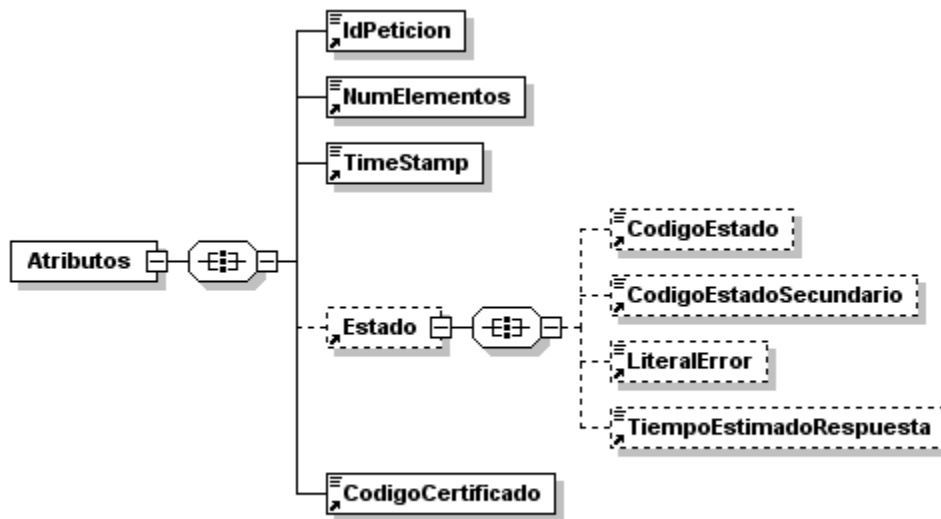 IdPeticion
NumElementos
TimeStamp
Atributos
Estado
CodigoEstado
CodigoEstadoSecundario
LiteralError
TiempoEstimadoRespuesta
CodigoCertificado